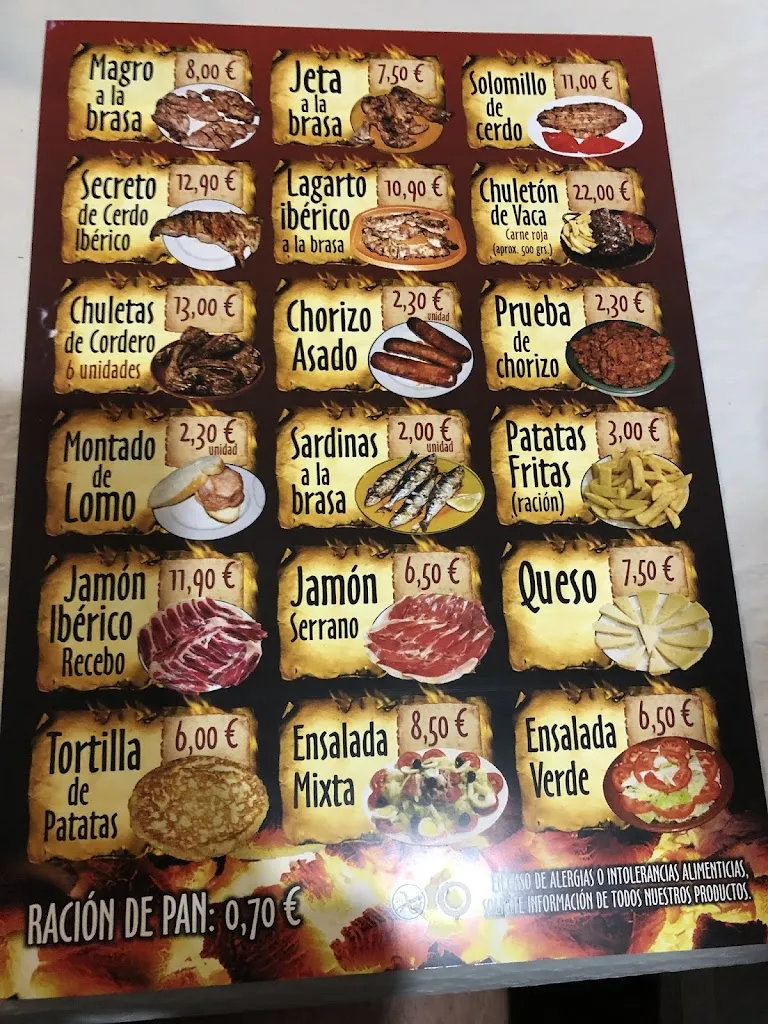 Magro
a la
brasa
8,00 €
Jeta
a la
brasa
7,50 €
Solomillo
de
cerdo
11,00 €
Secreto
de Cerdo
Ibérico
12,90 €
Lagarto
ibérico
a la brasa
10,90 €
Chuletón
de Vaca
Carne roja
(aprox. 500 grs.)
22,00 €
Chuletas
de Cordero
6 unidades
13,00 €
Chorizo
Asado
2,30 €
unidad
Prueba
de
chorizo
2,30 €
Montado
de
Lomo
2,30 €
unidad
Sardinas
a la
brasa
2,00 €
unidad
Patatas
Fritas
(ración)
3,00 €
Jamón
Ibérico
Recebo
11,90 €
Jamón
Serrano
6,50 €
Queso
7,50 €
Tortilla
de
Patatas
6,00 €
Ensalada
Mixta
8,50 €
Ensalada
Verde
6,50 €
RACIÓN DE PAN: 0,70 €
DE ALERGIAS O INTOLERANCIAS ALIMENTICIAS,
INFORMACIÓN DE TODOS NUESTROS PRODUCTOS.